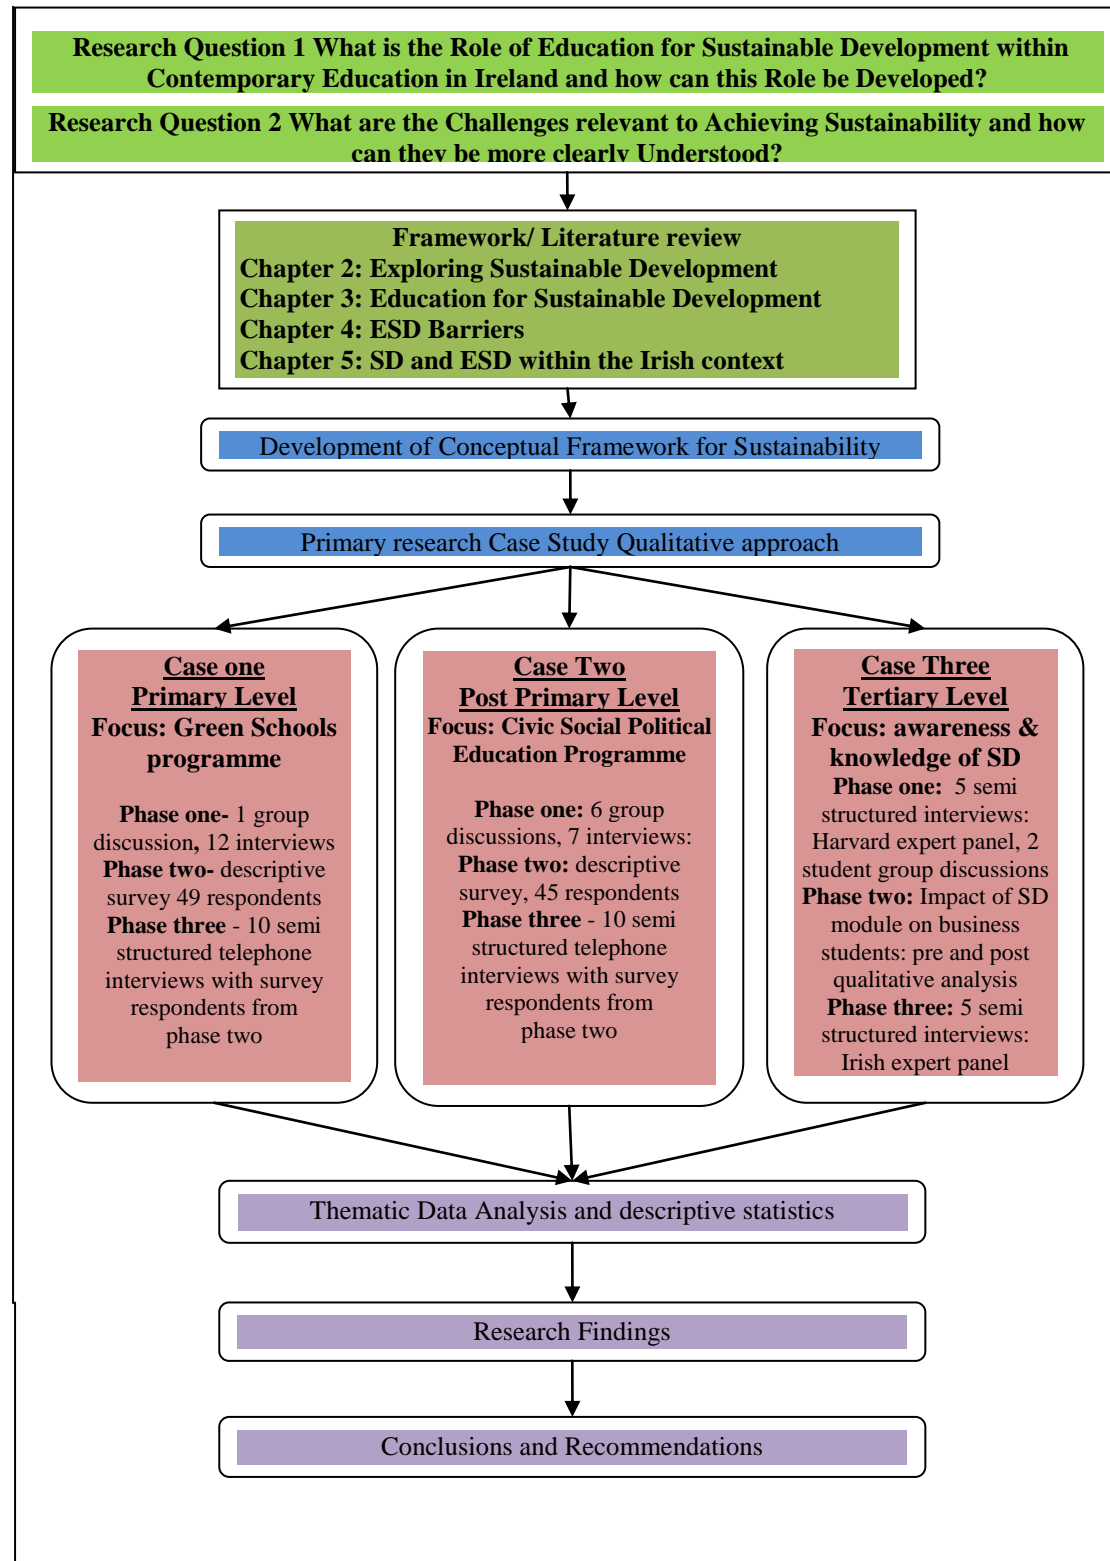 Research Question 1 What is the Role of Education for Sustainable Development within
Contemporary Education in Ireland and how can this Role be Developed?
Research Question 2 What are the Challenges relevant to Achieving Sustainability and how
can they be more clearly Understood?
Framework/ Literature review
Chapter 2: Exploring Sustainable Development
Chapter 3: Education for Sustainable Development
Chapter 4: ESD Barriers
Chapter 5: SD and ESD within the Irish context
Development of Conceptual Framework for Sustainability
Primary research Case Study Qualitative approach
Case one
Primary Level
Focus: Green Schools
programme
Phase one- 1 group
discussion, 12 interviews
Phase two- descriptive
survey 49 respondents
Phase three - 10 semi
structured telephone
interviews with survey
respondents from
phase two
Case Two
Post Primary Level
Focus: Civic Social Political
Education Programme
Phase one: 6 group
discussions, 7 interviews:
Phase two: descriptive
survey, 45 respondents
Phase three - 10 semi
structured telephone
interviews with survey
respondents from
phase two
Case Three
Tertiary Level
Focus: awareness &
knowledge of SD
Phase one: 5 semi
structured interviews:
Harvard expert panel, 2
student group discussions
Phase two: Impact of SD
module on business
students: pre and post
qualitative analysis
Phase three: 5 semi
structured interviews:
Irish expert panel
Thematic Data Analysis and descriptive statistics
Research Findings
Conclusions and Recommendations